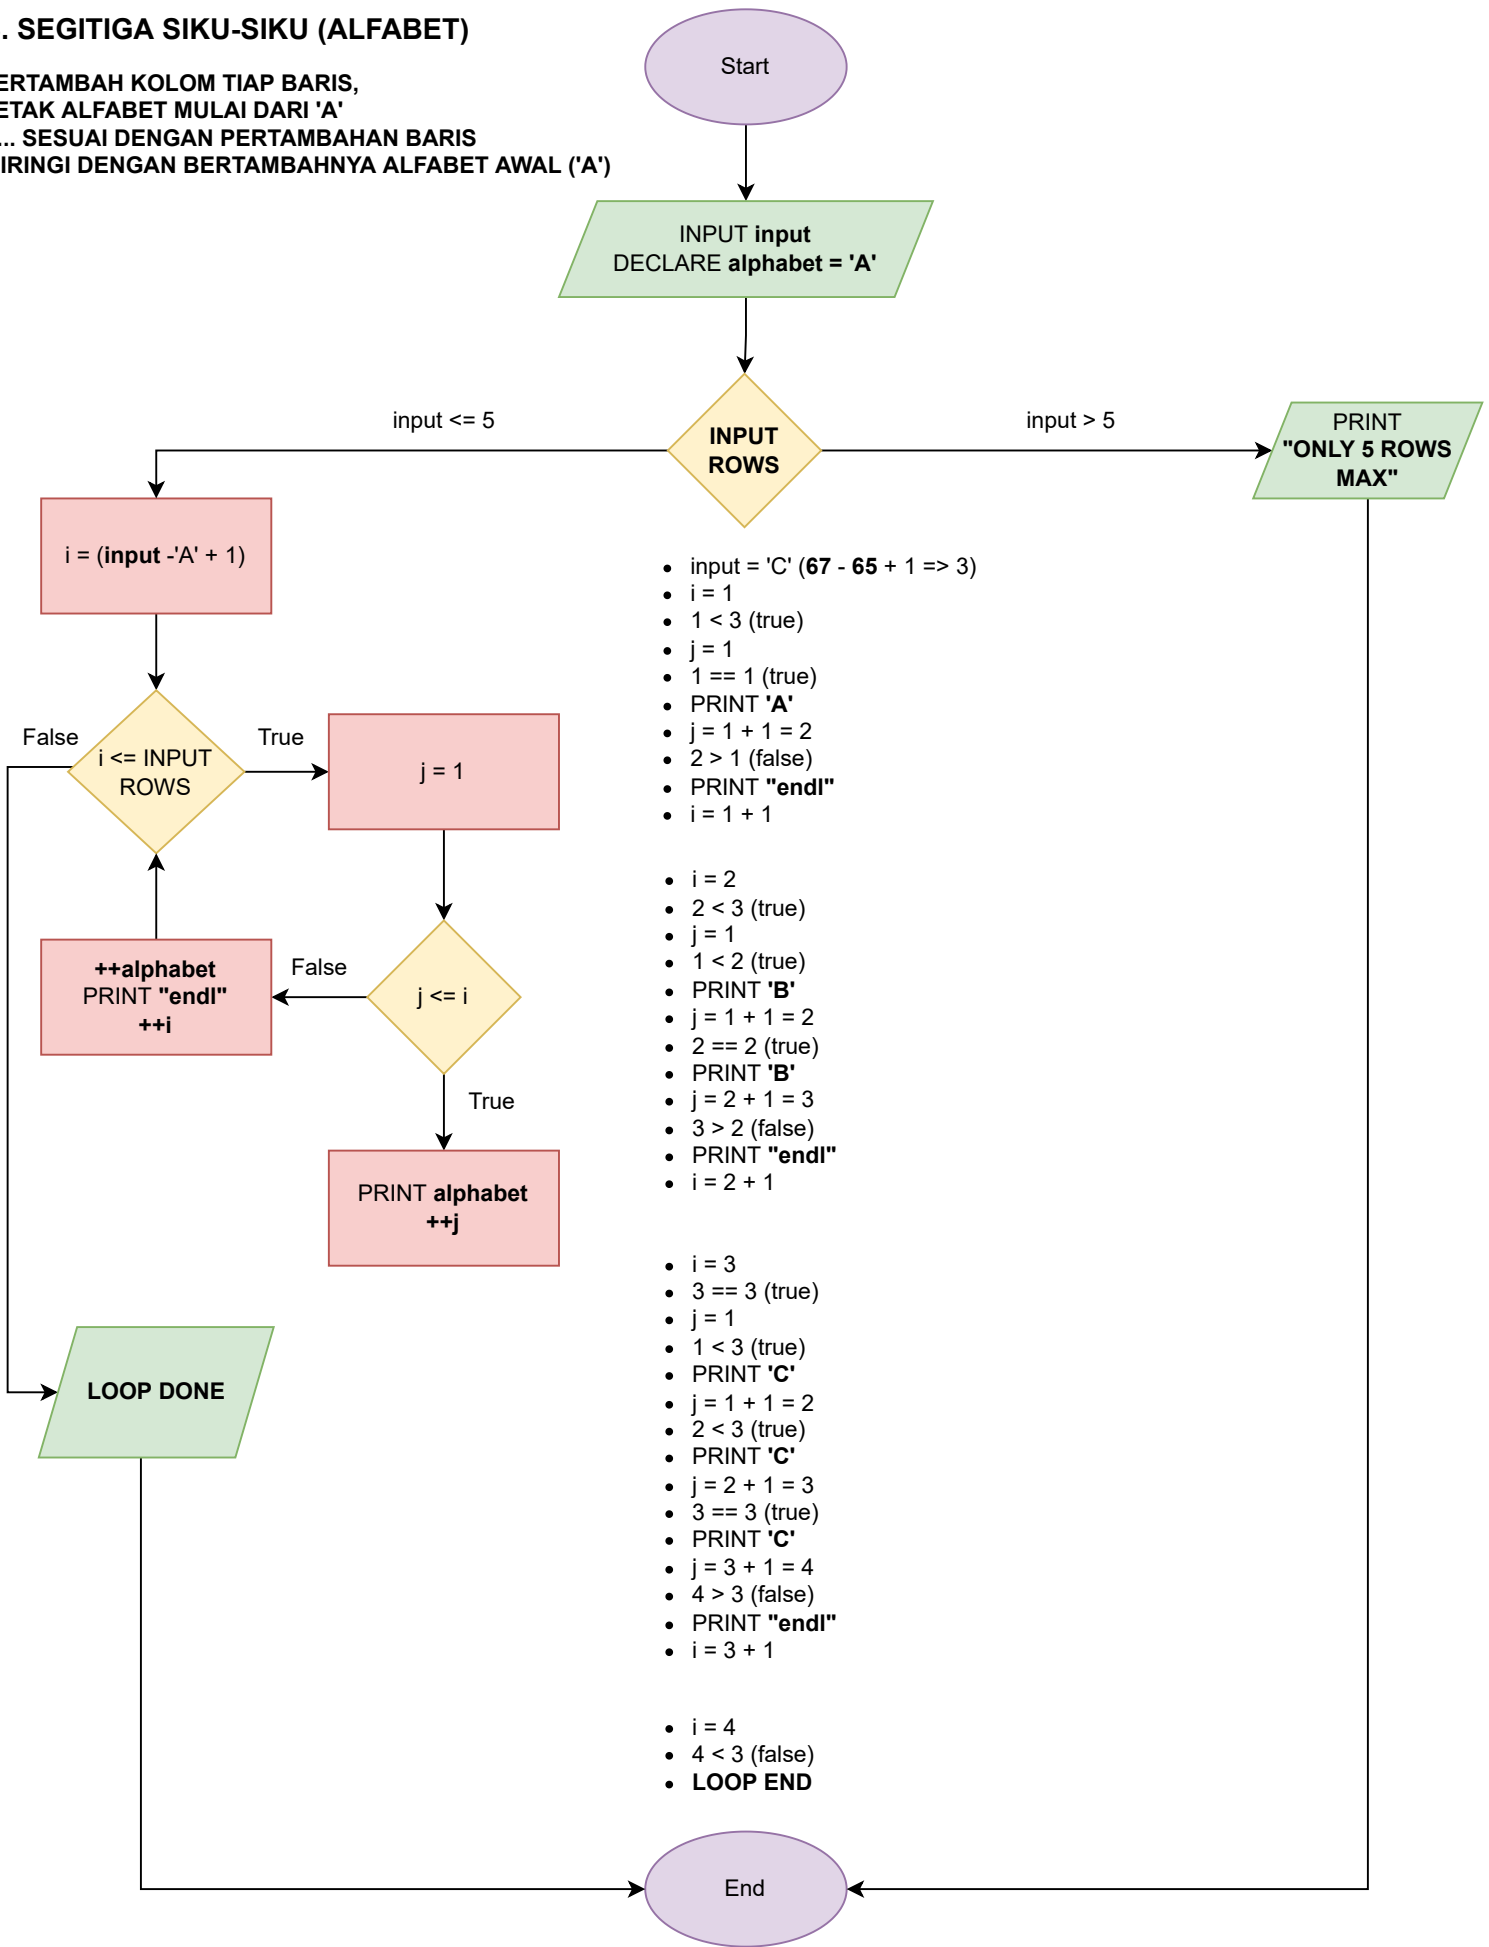 . SEGITIGA SIKU-SIKU (ALFABET)
ERTAMBAH KOLOM TIAP BARIS,
ETAK ALFABET MULAI DARI 'A'
... SESUAI DENGAN PERTAMBAHAN BARIS
IRINGI DENGAN BERTAMBAHNYA ALFABET AWAL ('A')
Start
INPUT input
DECLARE alphabet = 'A'
input <= 5
INPUT
ROWS
input > 5
PRINT
"ONLY 5 ROWS
MAX"
i = (input -'A' + 1)
False
i <= INPUT
ROWS
True
j = 1
++alphabet
PRINT "endl"
++i
False
j <= i
True
PRINT alphabet
++j
LOOP DONE
• input = 'C' (67 - 65 + 1 => 3)
• i = 1
• 1 < 3 (true)
• j = 1
• 1 == 1 (true)
• PRINT 'A'
• j = 1 + 1 = 2
• 2 > 1 (false)
• PRINT "endl"
• i = 1 + 1
• i = 2
• 2 < 3 (true)
• j = 1
• 1 < 2 (true)
• PRINT 'B'
• j = 1 + 1 = 2
• 2 == 2 (true)
• PRINT 'B'
• j = 2 + 1 = 3
• 3 > 2 (false)
• PRINT "endl"
• i = 2 + 1
• i = 3
• 3 == 3 (true)
• j = 1
• 1 < 3 (true)
• PRINT 'C'
• j = 1 + 1 = 2
• 2 < 3 (true)
• PRINT 'C'
• j = 2 + 1 = 3
• 3 == 3 (true)
• PRINT 'C'
• j = 3 + 1 = 4
• 4 > 3 (false)
• PRINT "endl"
• i = 3 + 1
• i = 4
• 4 < 3 (false)
• LOOP END
End